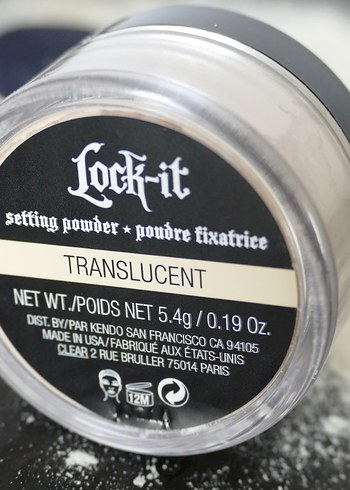 Lock-it
setting powder ★ poudre fixatrice
TRANSLUCENT
NET WT./POIDS NET 5.4g / 0.19 Oz.
DIST. BY/PAR KENDO SAN FRANCISCO CA 94105
MADE IN USA/FABRIQUÉ AUX ÉTATS-UNIS
CLEAR 2 RUE BRULLER 75014 PARIS
12M